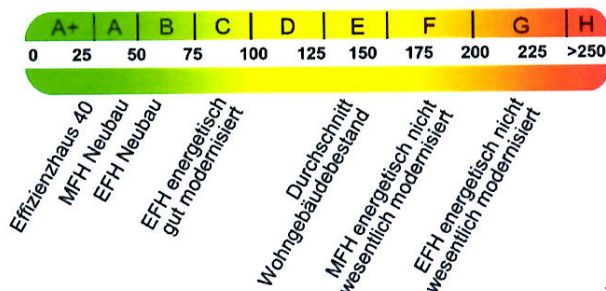 A+ A B C D E F G H
0 25 50 75 100 125 150 175 200 225 >250
Effizienzhaus 40
MFH Neubau
EFH Neubau
EFH energetisch
gut modernisiert
Durchschnitt
Wohngebäudebestand
MFH energetisch nicht
wesentlich modernisiert
EFH energetisch nicht
wesentlich modernisiert